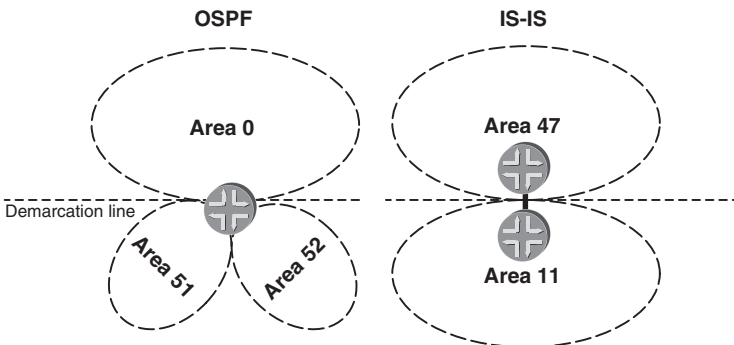 OSPF
IS-IS
Area 0
Area 47
Demarcation line
Area 51
Area 52
Area 11